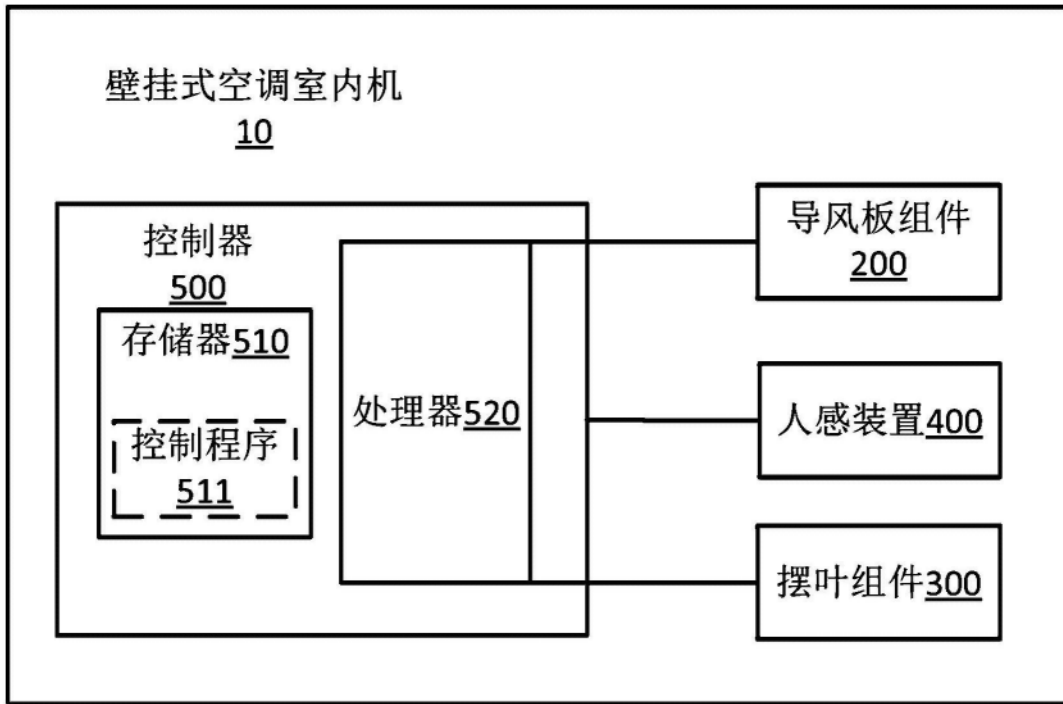 壁挂式空调室内机
10
控制器
500
存储器510
控制程序
511
处理器520
导风板组件
200
人感装置400
摆叶组件300